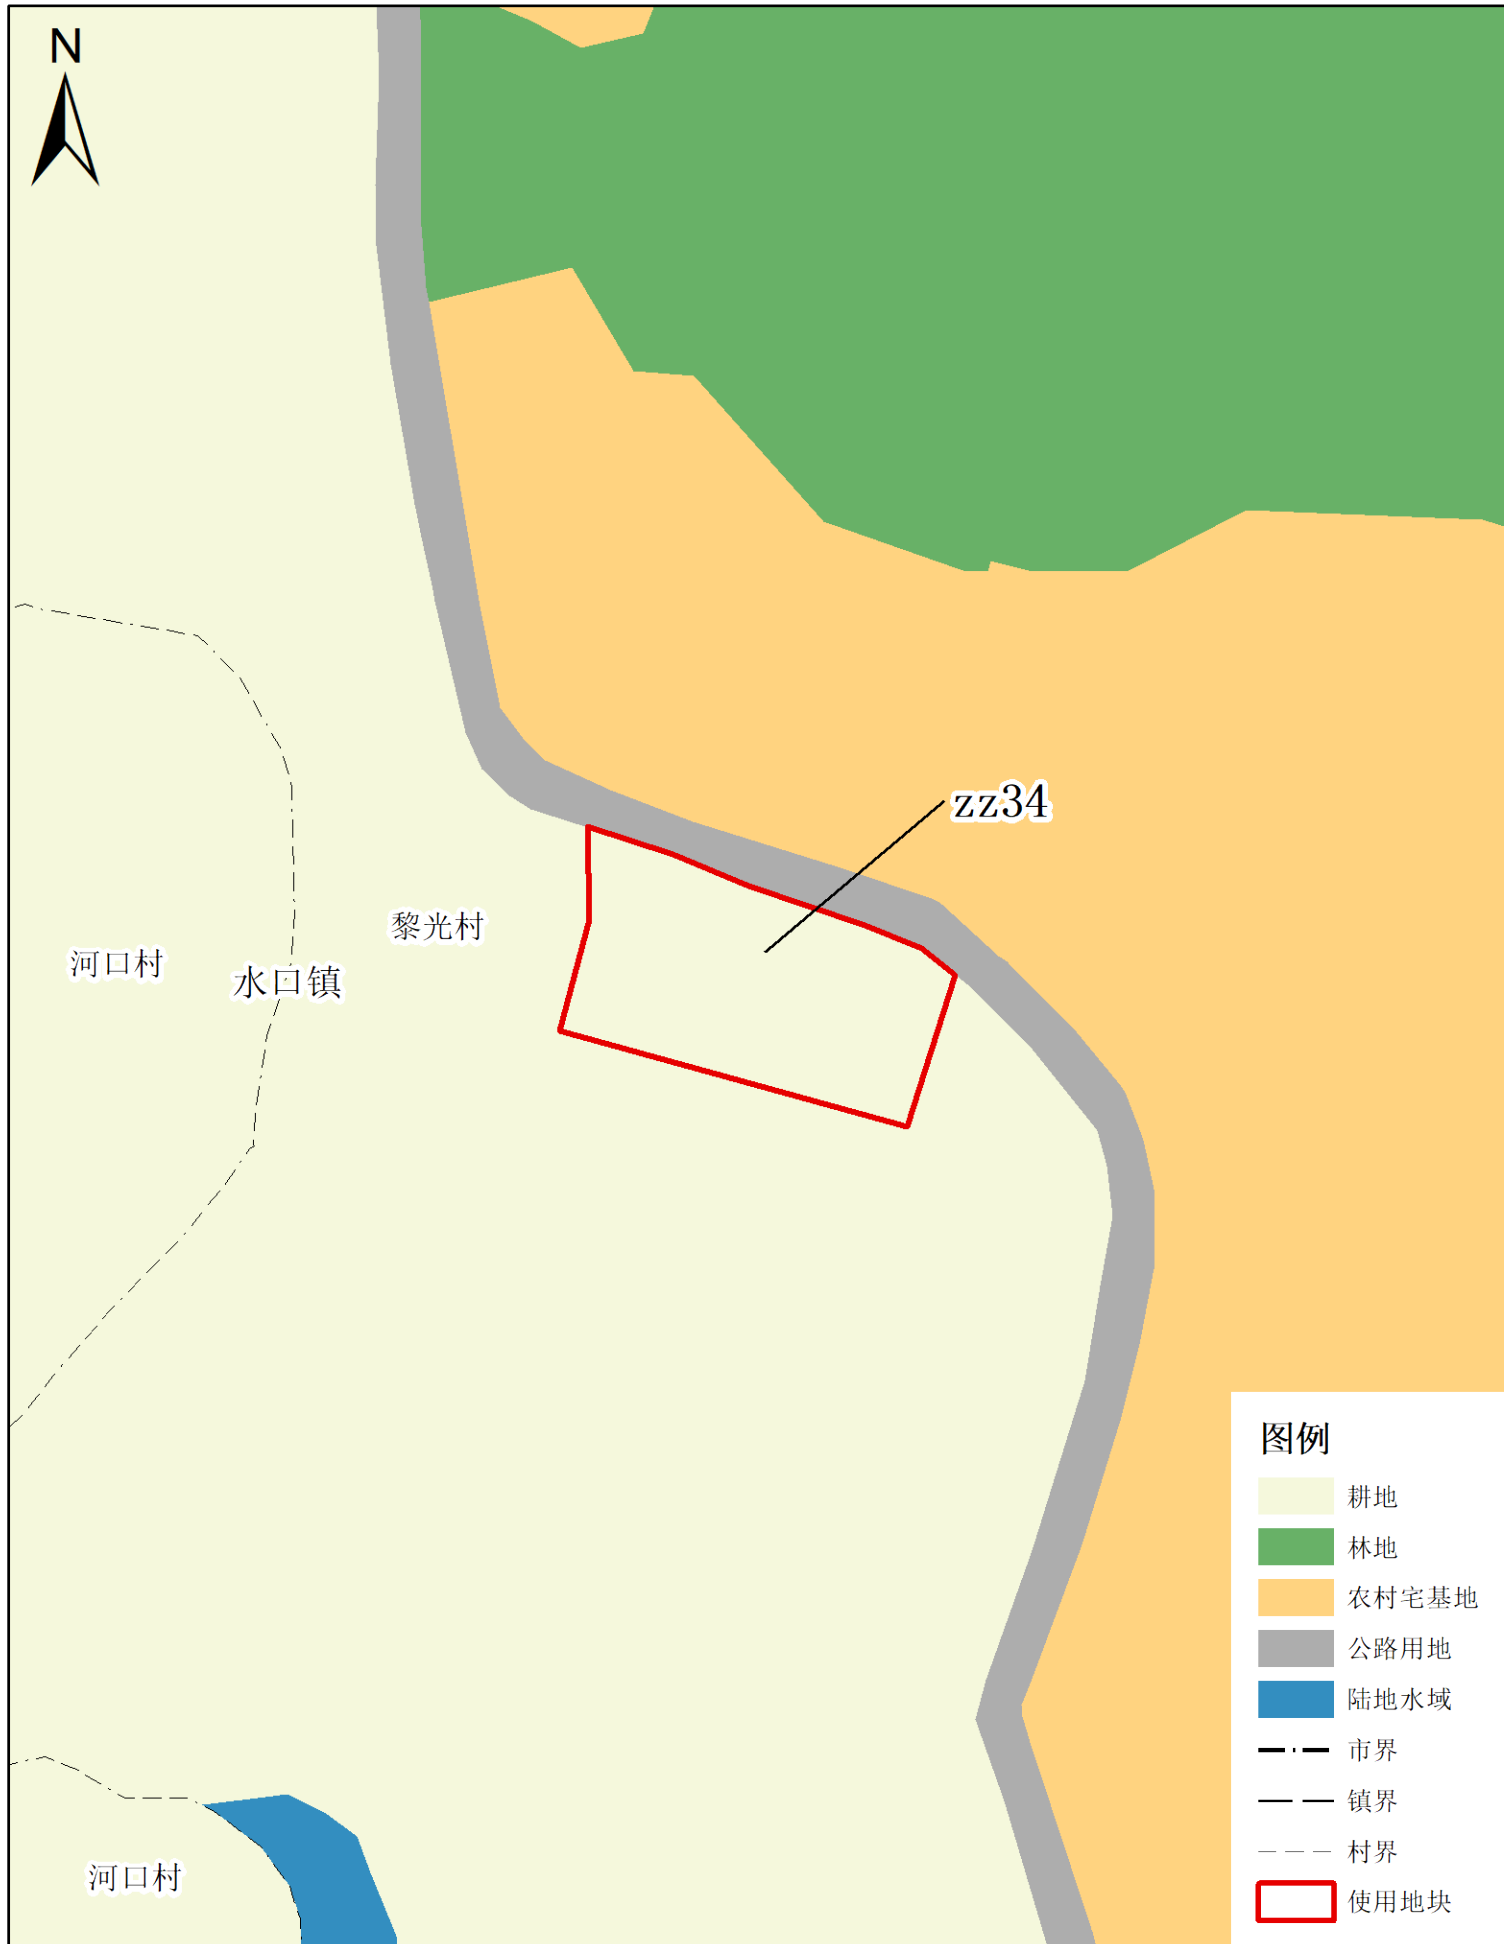 N
zz34
黎光村
河口村
水口镇
河口村
图例
耕地
林地
农村宅基地
公路用地
陆地水域
市界
镇界
村界
使用地块